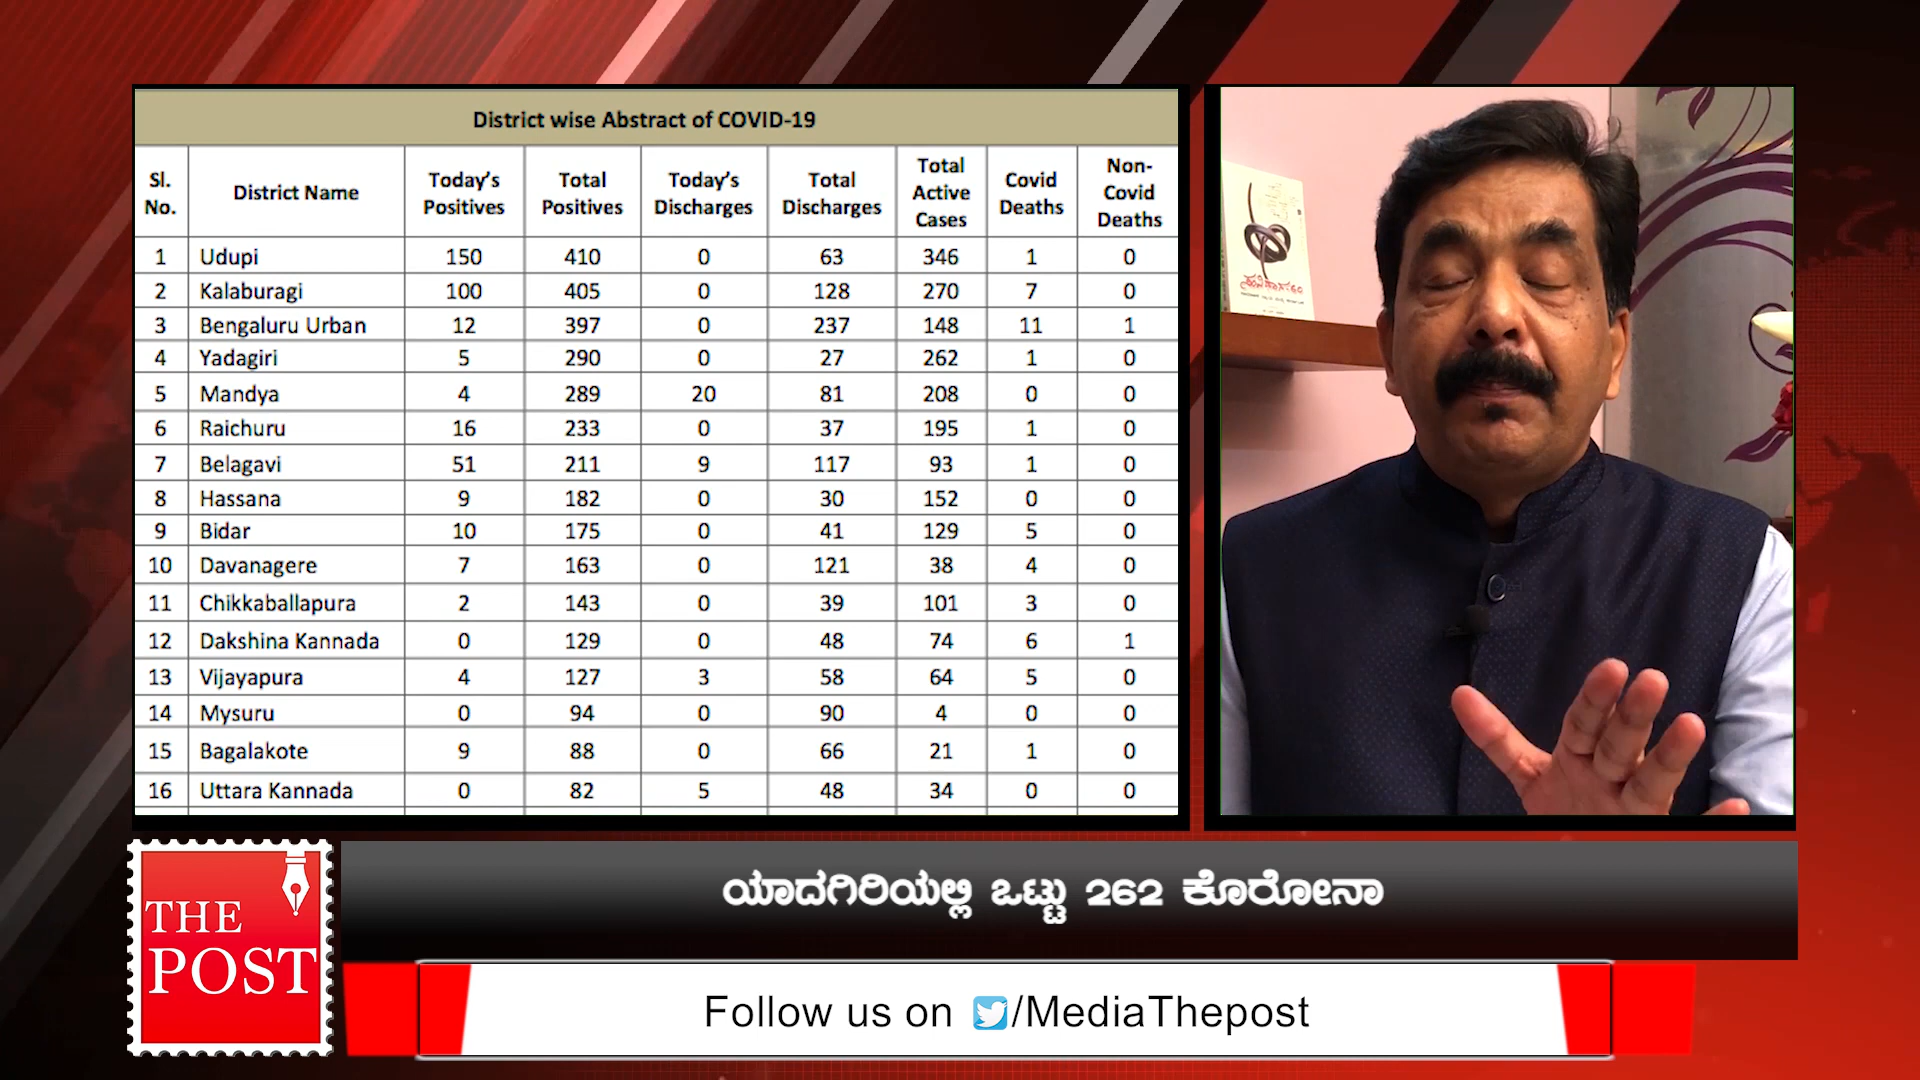 District wise Abstract of COVID-19
Sl. No. District Name Today's Positives Total Positives Today's Discharges Total Discharges Total Active Cases Covid Deaths Non-Covid Deaths
1 Udupi 150 410 0 63 346 1 0
2 Kalaburagi 100 405 0 128 270 7 0
3 Bengaluru Urban 12 397 0 237 148 11 1
4 Yadagiri 5 290 0 27 262 1 0
5 Mandya 4 289 20 81 208 0 0
6 Raichuru 16 233 0 37 195 1 0
7 Belagavi 51 211 9 117 93 1 0
8 Hassana 9 182 0 30 152 0 0
9 Bidar 10 175 0 41 129 5 0
10 Davanagere 7 163 0 121 38 4 0
11 Chikkaballapura 2 143 0 39 101 3 0
12 Dakshina Kannada 0 129 0 48 74 6 1
13 Vijayapura 4 127 3 58 64 5 0
14 Mysuru 0 94 0 90 4 0 0
15 Bagalakote 9 88 0 66 21 1 0
16 Uttara Kannada 0 82 5 48 34 0 0
THE
POST
ಯಾದಗಿರಿಯಲ್ಲಿ ಒಟ್ಟು 262 ಕೊರೋನಾ
Follow us on /MediaThepost